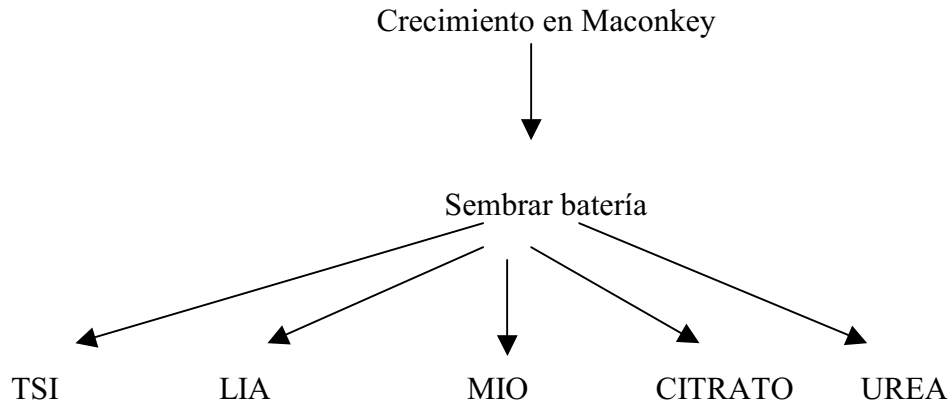 Crecimiento en Maconkey
Sembrar batería
TSI LIA MIO CITRATO UREA